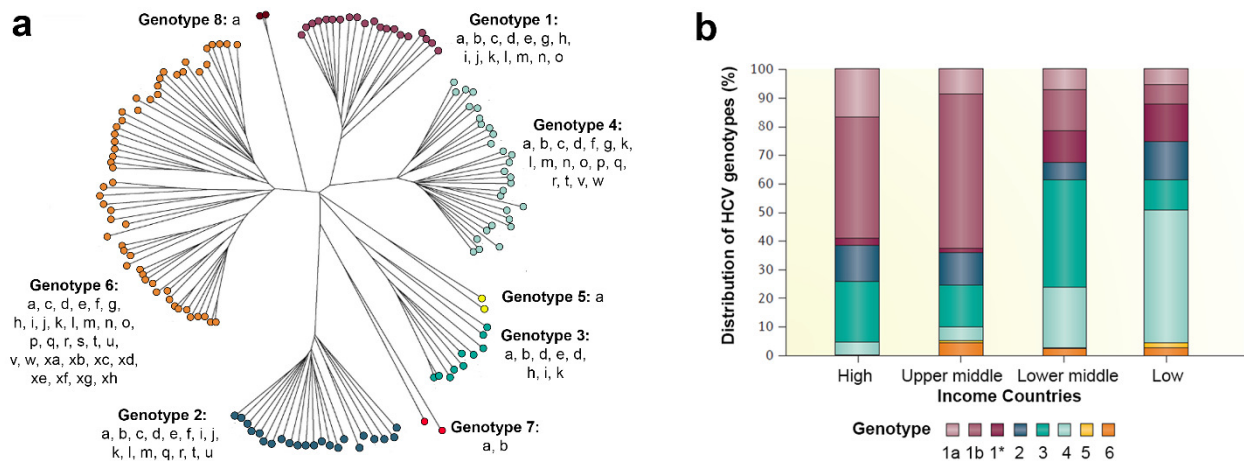 a
Genotype 8: a
Genotype 1:
a, b, c, d, e, g, h,
i, j, k, l, m, n, o
Genotype 4:
a, b, c, d, f, g, k,
l, m, n, o, p, q,
r, t, v, w
Genotype 5: a
Genotype 3:
a, b, d, e, d,
h, i, k
Genotype 7:
a, b
Genotype 2:
a, b, c, d, e, f, i, j,
k, l, m, q, r, t, u
Genotype 6:
a, c, d, e, f, g,
h, i, j, k, l, m, n, o,
p, q, r, s, t, u,
v, w, xa, xb, xc, xd,
xe, xf, xg, xh
b
Distribution of HCV genotypes (%)
100
90
80
70
60
50
40
30
20
10
0
High Upper middle Lower middle Low
Income Countries
Genotype
1a 1b 1* 2 3 4 5 6